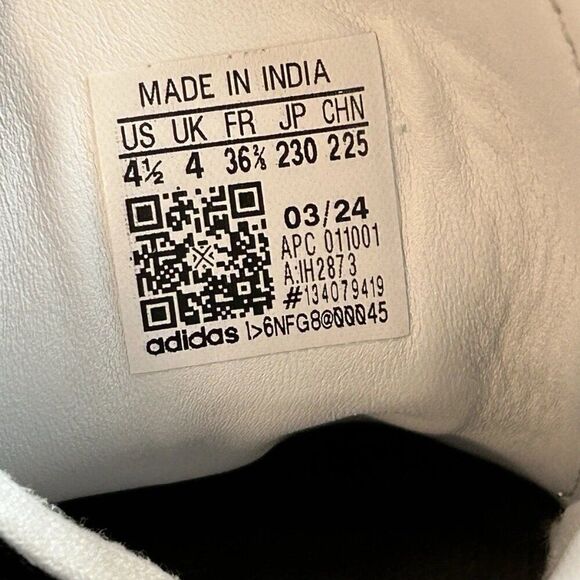 MADE IN INDIA
US UK FR JP CHN
4½ 4 36⅔ 230 225
03/24
APC 011001
A:IH2873
#134079419
adidas I>6NFG8@00045